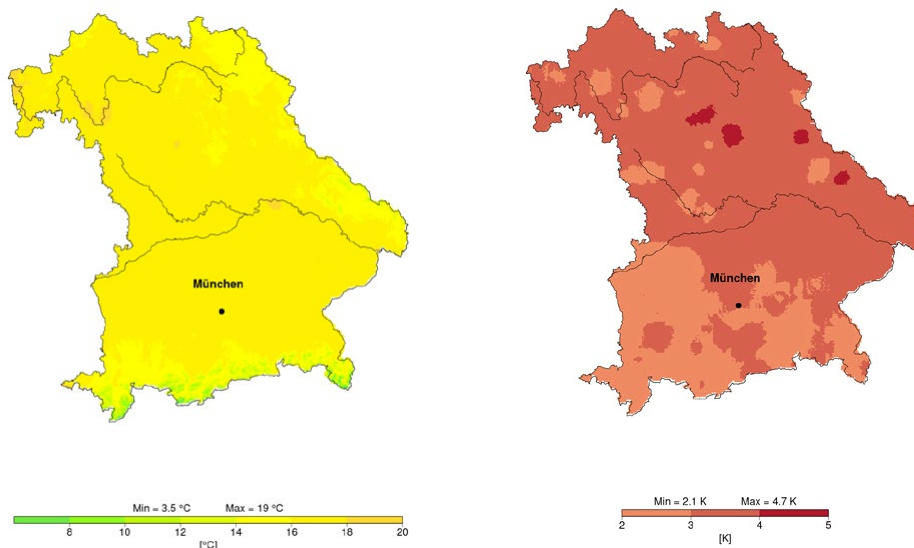 München
München
Min = 3.5 °C Max = 19 °C
8 10 12 14 16 18 20
[°C]
Min = 2.1 K Max = 4.7 K
2 3 4 5
[K]